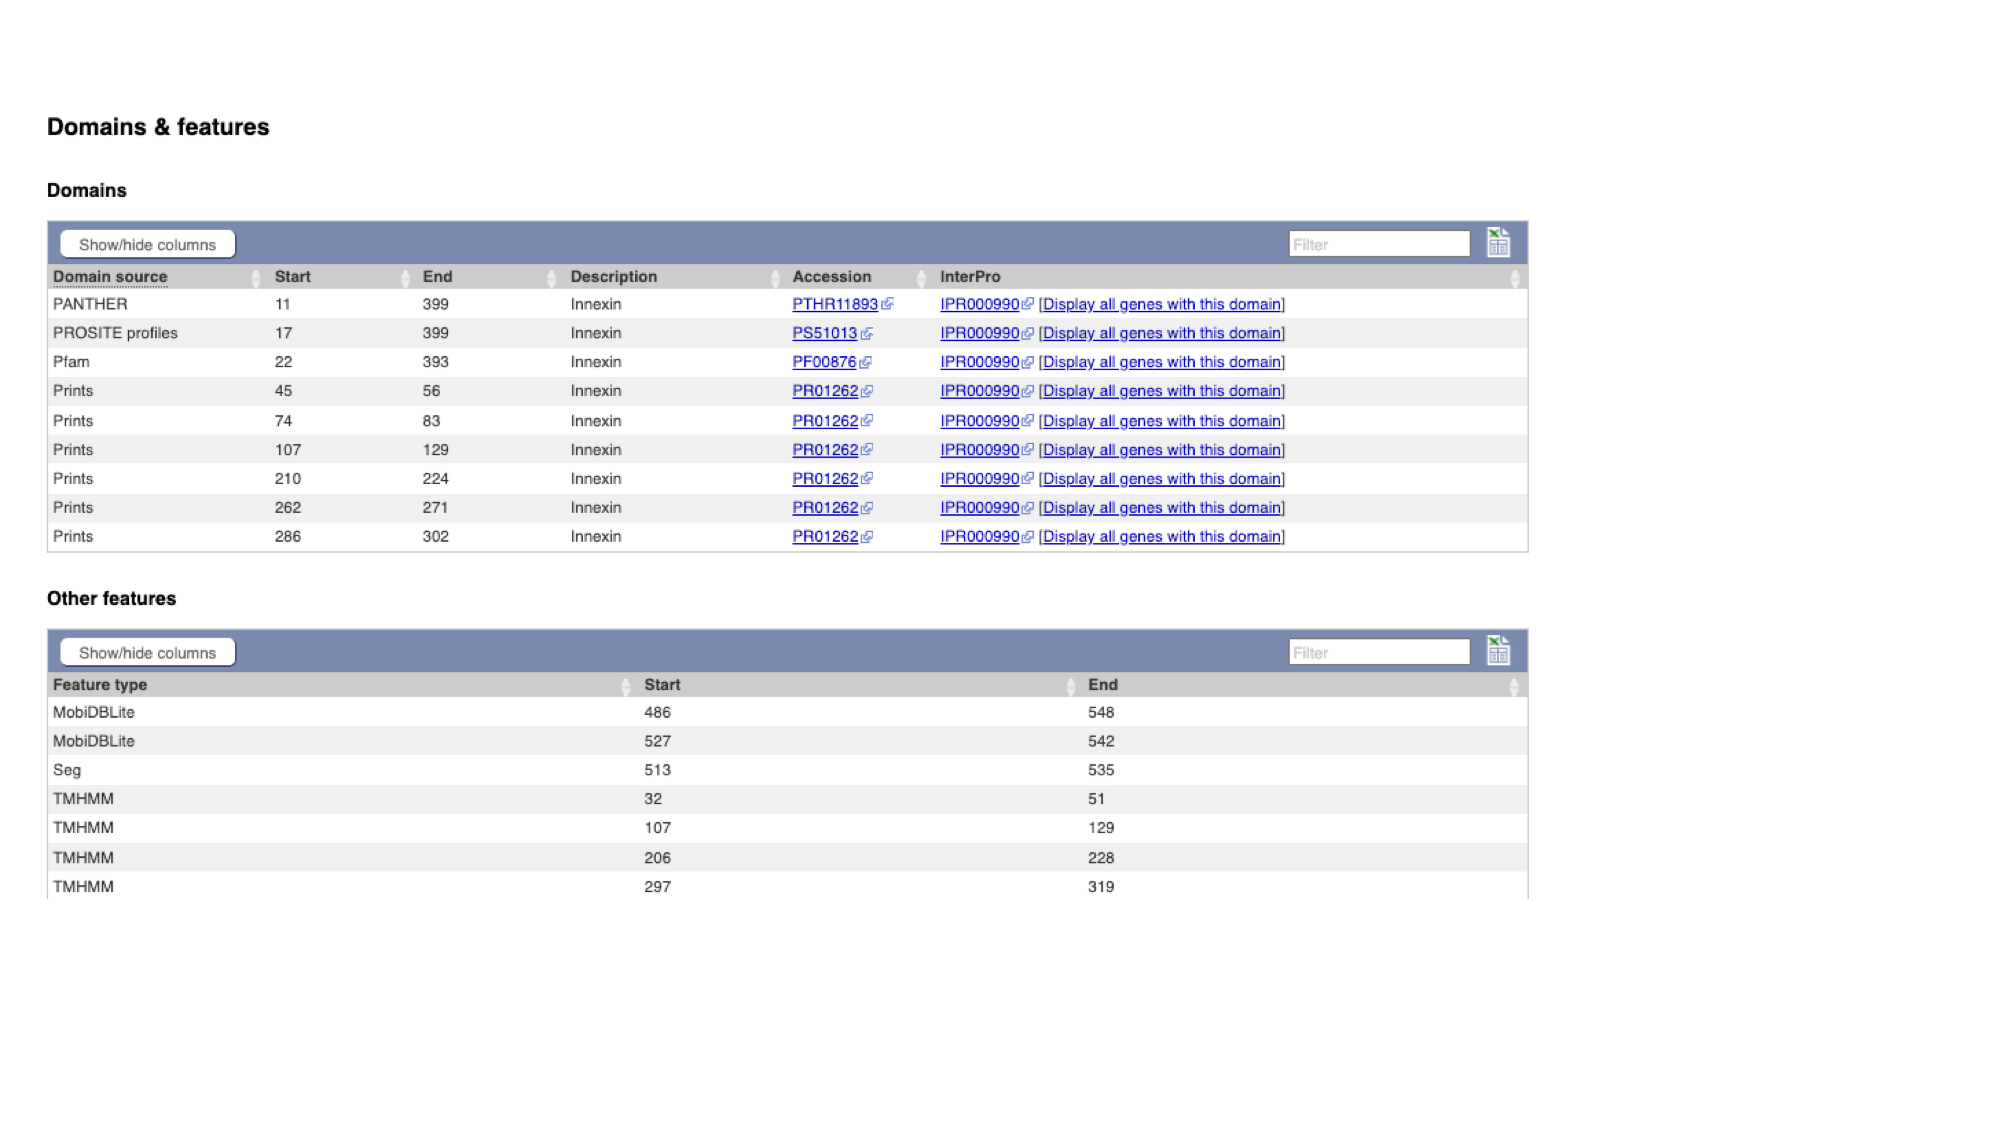 Domains & features
Domains
Show/hide columns Filter
Domain source Start End Description Accession InterPro
PANTHER 11 399 Innexin PTHR11893 IPR000990 [Display all genes with this domain]
PROSITE profiles 17 399 Innexin PS51013 IPR000990 [Display all genes with this domain]
Pfam 22 393 Innexin PF00876 IPR000990 [Display all genes with this domain]
Prints 45 56 Innexin PR01262 IPR000990 [Display all genes with this domain]
Prints 74 83 Innexin PR01262 IPR000990 [Display all genes with this domain]
Prints 107 129 Innexin PR01262 IPR000990 [Display all genes with this domain]
Prints 210 224 Innexin PR01262 IPR000990 [Display all genes with this domain]
Prints 262 271 Innexin PR01262 IPR000990 [Display all genes with this domain]
Prints 286 302 Innexin PR01262 IPR000990 [Display all genes with this domain]
Other features
Show/hide columns Filter
Feature type Start End
MobiDBLite 486 548
MobiDBLite 527 542
Seg 513 535
TMHMM 32 51
TMHMM 107 129
TMHMM 206 228
TMHMM 297 319